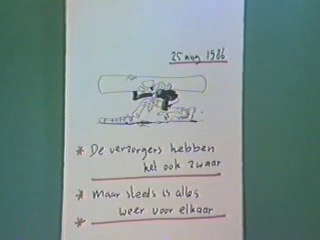 25 aug 1986
* De verzorgers hebben
het ook zwaar
* Maar steeds is alles
weer voor elkaar
*